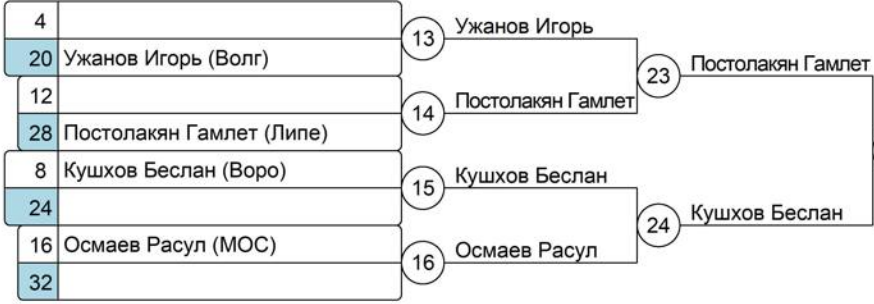 4
20 Ужанов Игорь (Волг)
12
28 Постолакян Гамлет (Липе)
8 Кушхов Беслан (Воро)
24
16 Осмаев Расул (МОС)
32
13 Ужанов Игорь
14 Постолакян Гамлет
15 Кушхов Беслан
16 Осмаев Расул
23 Постолакян Гамлет
24 Кушхов Беслан